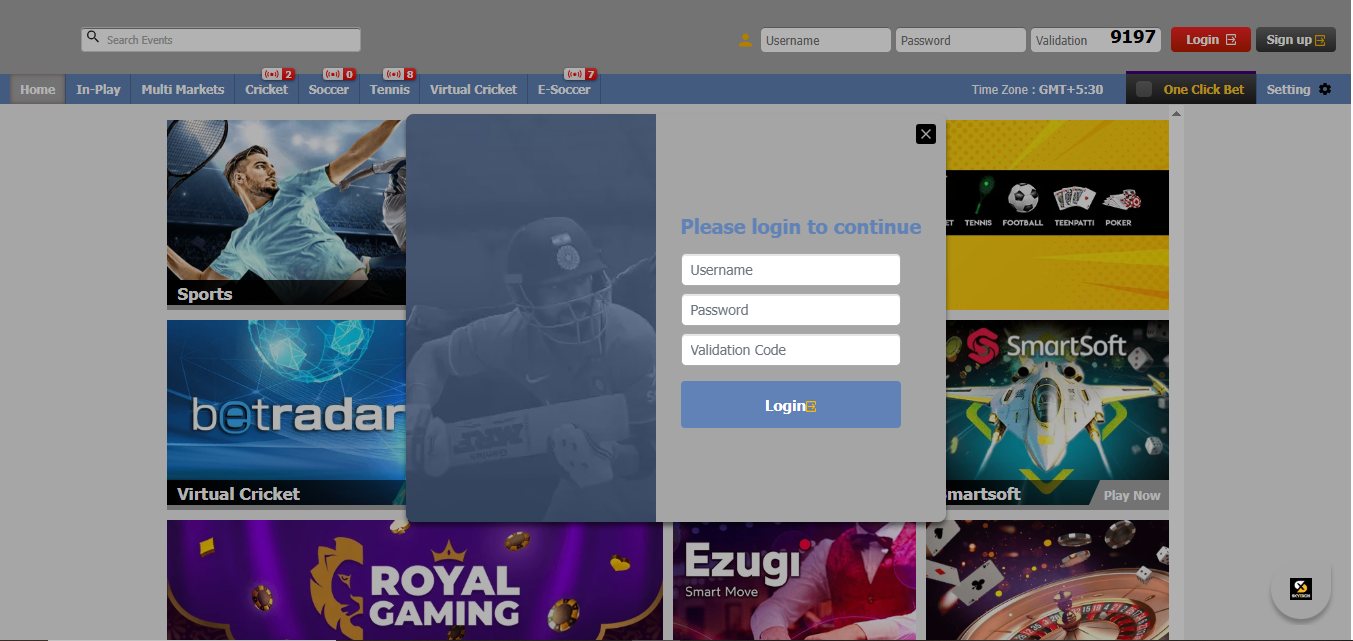 Search Events
Username
Password
Validation 9197
Login
Sign up
2
0
8
7
Home
In-Play
Multi Markets
Cricket
Soccer
Tennis
Virtual Cricket
E-Soccer
Time Zone : GMT+5:30
One Click Bet
Setting
Please login to continue
Username
Password
Validation Code
Login
TENNIS
FOOTBALL
TEENPATTI
POKER
Sports
betradar
Virtual Cricket
SmartSoft
martsoft
Play Now
ROYAL
GAMING
Ezugi
Smart Move